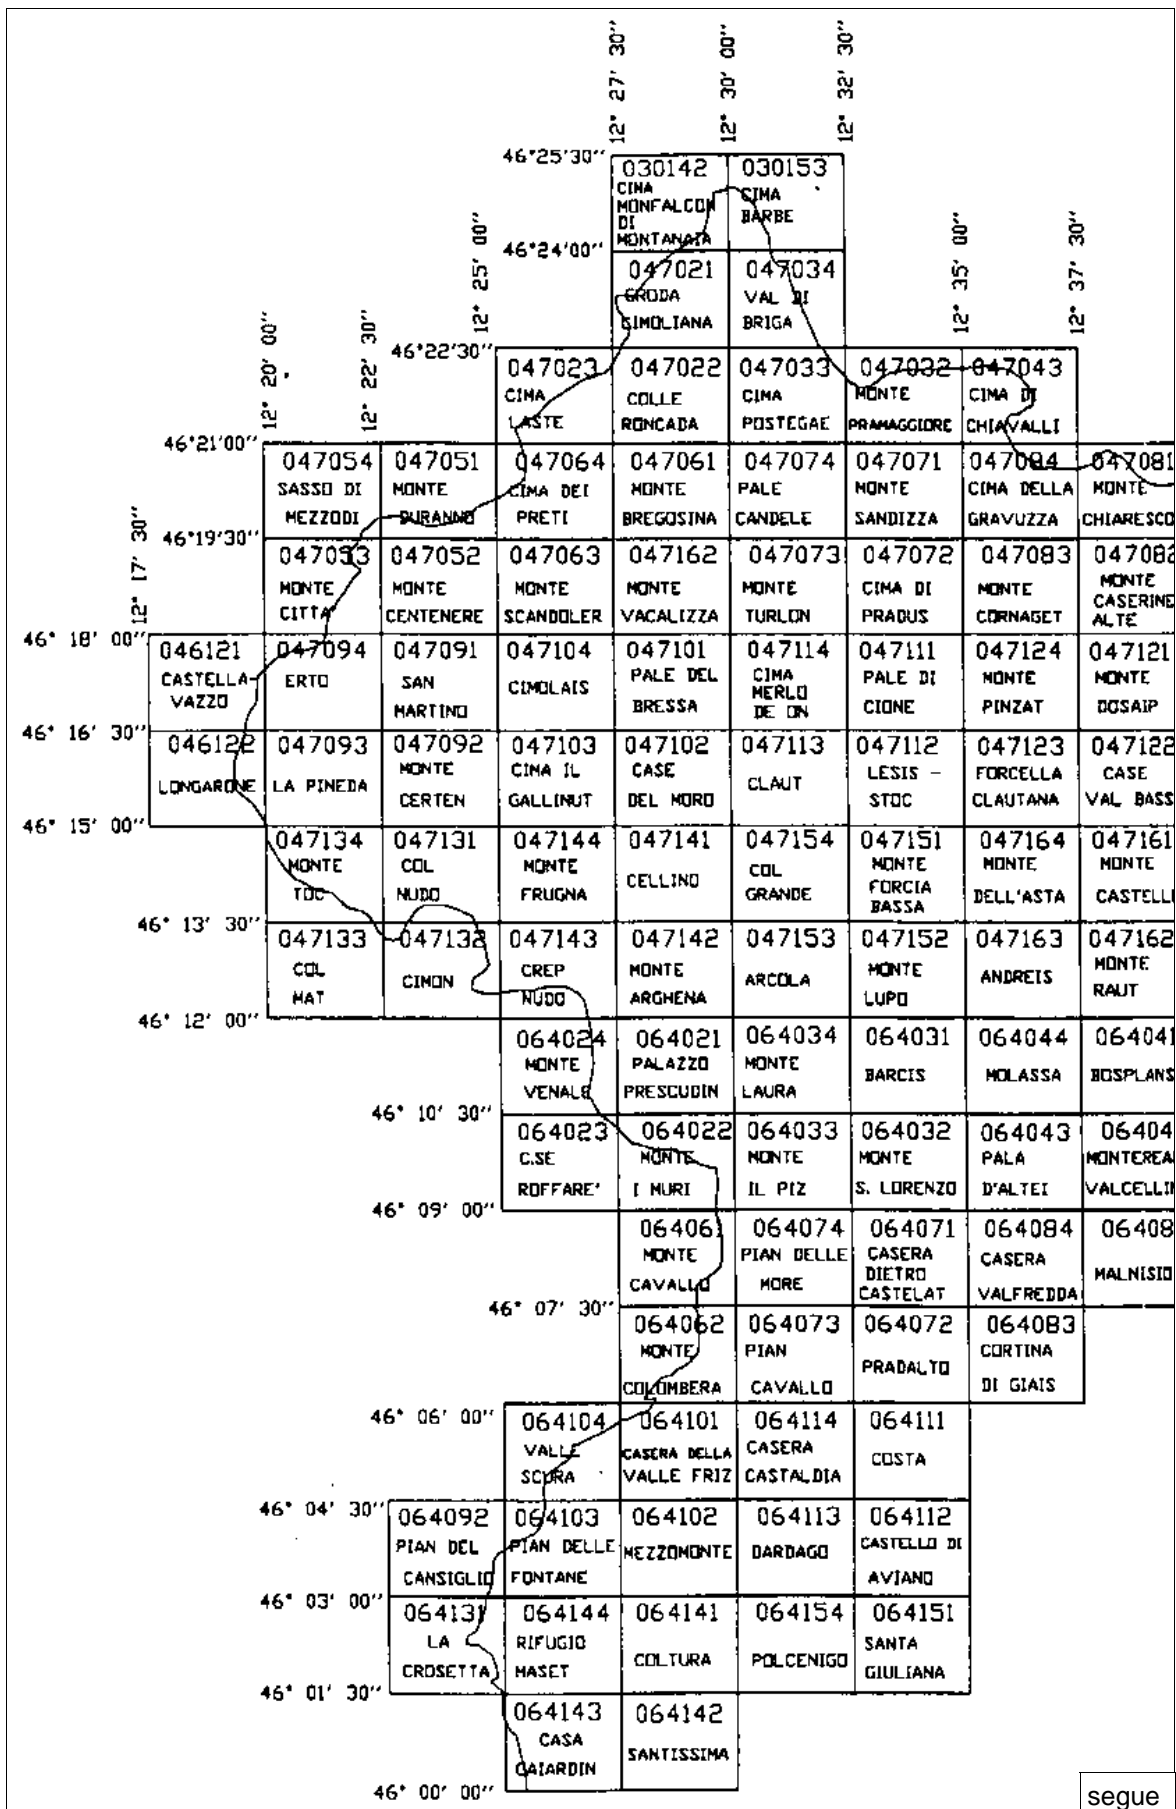 12° 27' 30"
12° 30' 00"
12° 32' 30"
46°25'30"
030142 030153
CIMA MONFALCON DI MONTANAIA
CIMA BARBE
46°24'00"
12° 25' 00"
12° 35' 00"
12° 37' 30"
047021 047034
GRODA CIMOLIANA
VAL DI BRIGA
12° 20' 00"
12° 22' 30"
46°22'30"
047023 047022 047033 047032 047043
CIMA LASTE
COLLE RONCADA
CIMA POSTEGAE
MONTE PRAMAGGIORE
CIMA DI CHIAVALLI
46°21'00"
047054 047051 047064 047061 047074 047071 047084 047081
SASSO DI MEZZODI
MONTE DURANNO
CIMA DEI PRETI
MONTE BREGOSINA
PALE CANDELE
MONTE SANDIZZA
CIMA DELLA GRAVUZZA
MONTE CHIARESCO
12° 17' 30"
46°19'30"
047053 047052 047063 047162 047073 047072 047083 047082
MONTE CITTA'
MONTE CENTENERE
MONTE SCANDOLER
MONTE VACALIZZA
MONTE TURLON
CIMA DI PRADUS
MONTE CORNAGET
MONTE CASERINE ALTE
46° 18' 00"
046121 047094 047091 047104 047101 047114 047111 047124 047121
CASTELLA-VAZZO
ERTO
SAN MARTINO
CIMOLAIS
PALE DEL BRESSA
CIMA MERLO DE ON
PALE DI CIONE
MONTE PINZAT
MONTE DOSAIP
46° 16' 30"
046122 047093 047092 047103 047102 047113 047112 047123 047122
LONGARONE
LA PINEDA
MONTE CERTEN
CIMA IL GALLINUT
CASE DEL MORO
CLAUT
LESIS - STOC
FORCELLA CLAUTANA
CASE VAL BASS
46° 15' 00"
047134 047131 047144 047141 047154 047151 047164 047161
MONTE TOC
COL NUDO
MONTE FRUGNA
CELLINO
COL GRANDE
MONTE FORCIA BASSA
MONTE DELL'ASTA
MONTE CASTELL
46° 13' 30"
047133 047132 047143 047142 047153 047152 047163 047162
COL MAT
CIMON
CREP NUDO
MONTE ARGHENA
ARCOLA
MONTE LUPO
ANDREIS
MONTE RAUT
46° 12' 00"
064024 064021 064034 064031 064044 064041
MONTE VENALE
PALAZZO PRESCUDIN
MONTE LAURA
BARCIS
MOLASSA
BOSPLANS
46° 10' 30"
064023 064022 064033 064032 064043 06404
C.SE ROFFARE'
MONTE I MURI
MONTE IL PIZ
MONTE S. LORENZO
PALA D'ALTEI
MONTEREA VALCELLIN
46° 09' 00"
064061 064074 064071 064084 06408
MONTE CAVALLO
PIAN DELLE MORE
CASERA DIETRO CASTELAT
CASERA VALFREDDA
MALNISIO
46° 07' 30"
064062 064073 064072 064083
MONTE COLOMBERA
PIAN CAVALLO
PRADALTO
CORTINA DI GIAIS
46° 06' 00"
064104 064101 064114 064111
VALLE SCURA
CASERA DELLA VALLE FRIZ
CASERA CASTALDIA
COSTA
46° 04' 30"
064092 064103 064102 064113 064112
PIAN DEL CANSIGLIO
PIAN DELLE FONTANE
MEZZOMONTE
DARDAGO
CASTELLO DI AVIANO
46° 03' 00"
064131 064144 064141 064154 064151
LA CROSETTA
RIFUGIO MASET
COLTURA
POLCENIGO
SANTA GIULIANA
46° 01' 30"
064143 064142
CASA GAIARDIN
SANTISSIMA
46° 00' 00"
segue